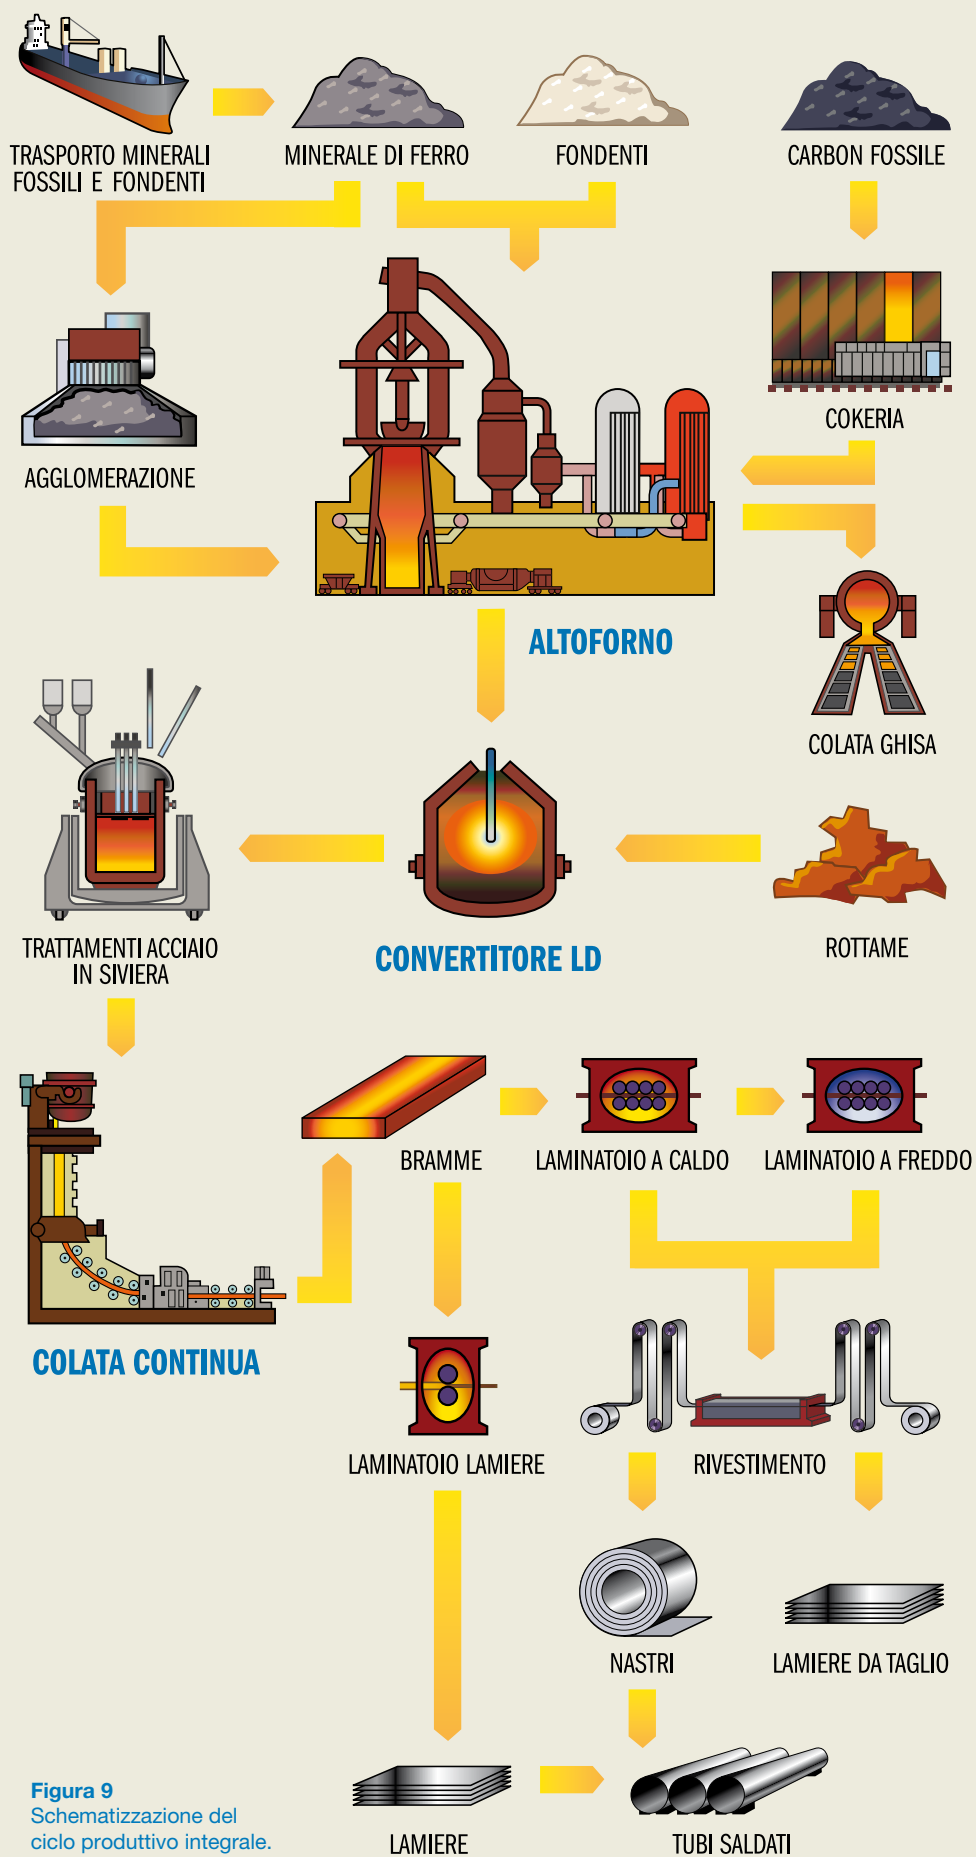 TRASPORTO MINERALI
FOSSILI E FONDENTI
MINERALE DI FERRO
FONDENTI
CARBON FOSSILE
COKERIA
AGGLOMERAZIONE
ALTOFORNO
COLATA GHISA
TRATTAMENTI ACCIAIO
IN SIVIERA
CONVERTITORE LD
ROTTAME
BRAMME
LAMINATOIO A CALDO
LAMINATOIO A FREDDO
COLATA CONTINUA
LAMINATOIO LAMIERE
RIVESTIMENTO
NASTRI
LAMIERE DA TAGLIO
Figura 9
Schematizzazione del
ciclo produttivo integrale.
LAMIERE
TUBI SALDATI